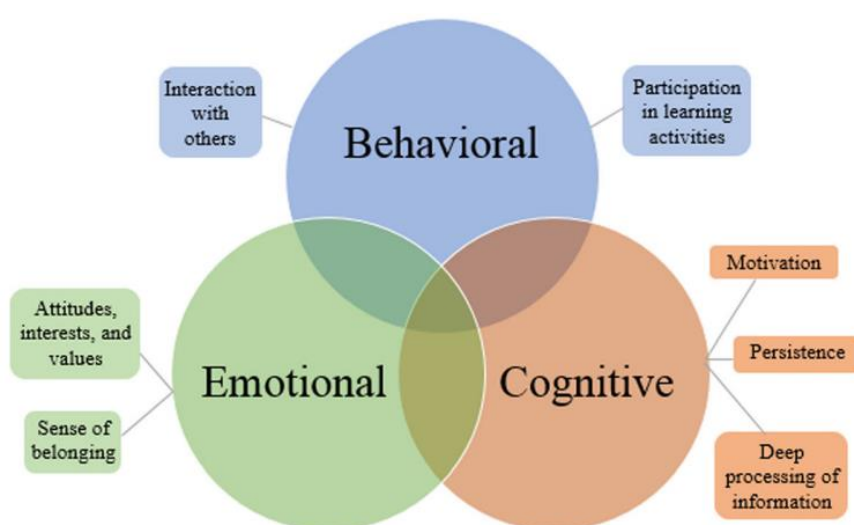 Interaction
with
others
Participation
in learning
activities
Behavioral
Motivation
Attitudes,
interests, and
values
Persistence
Emotional
Cognitive
Sense of
belonging
Deep
processing of
information